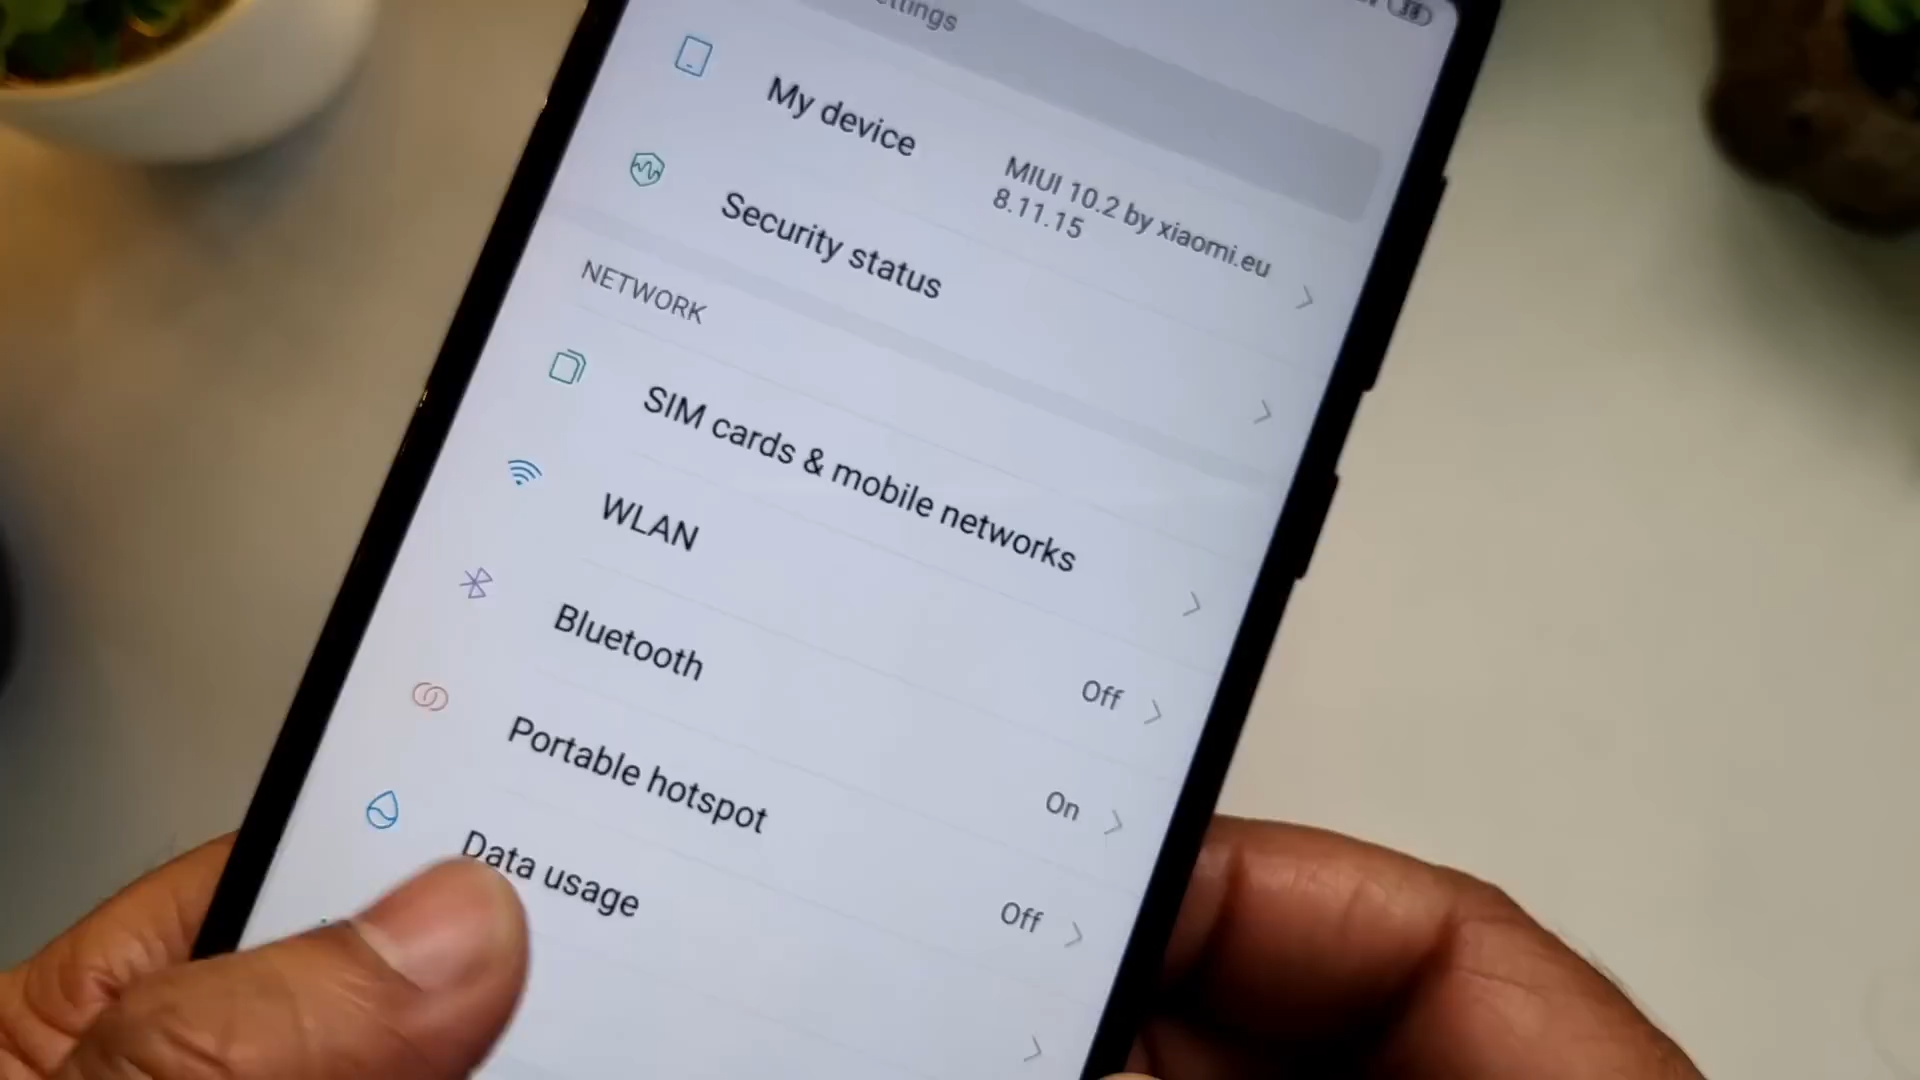 38
My device
MIUI 10.2 by xiaomi.eu
8.11.15
Security status
NETWORK
SIM cards & mobile networks
WLAN
Off
Bluetooth
On
Portable hotspot
Off
Data usage